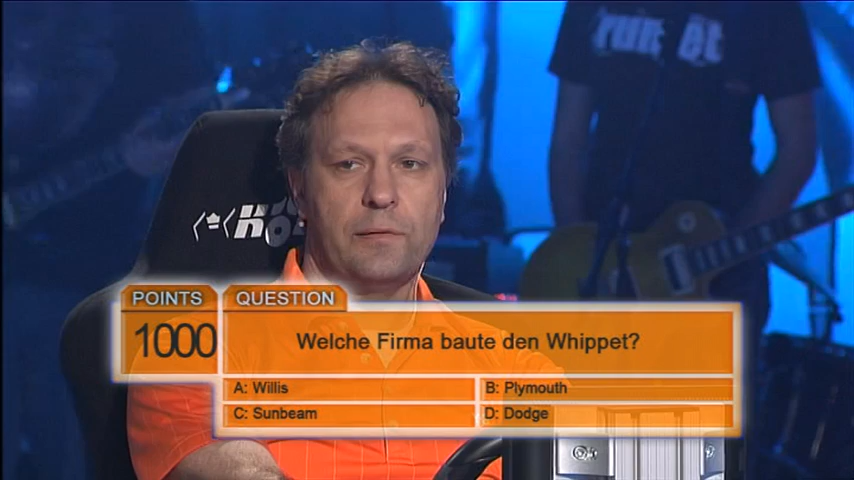 POINTS
QUESTION
1000
Welche Firma baute den Whippet?
A: Willis
B: Plymouth
C: Sunbeam
D: Dodge